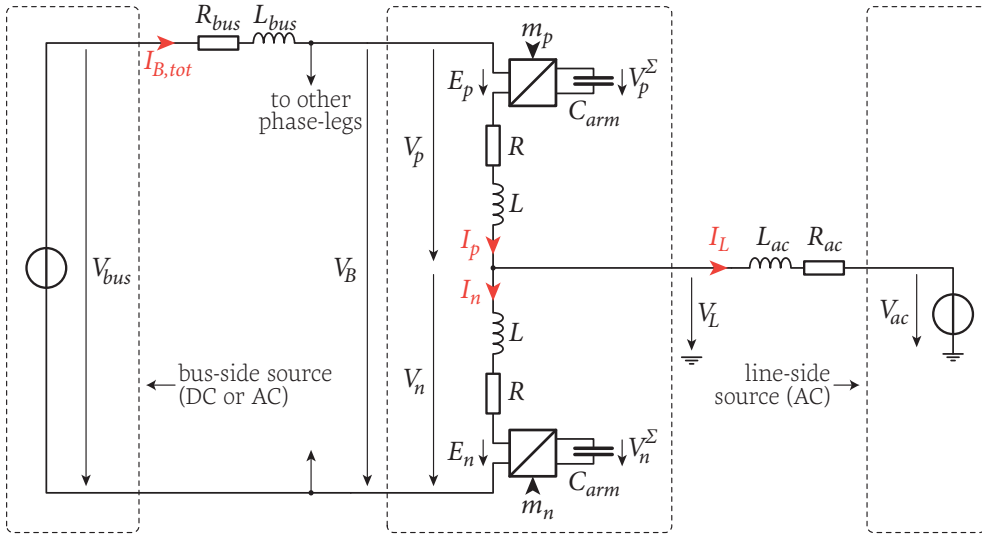 R_bus L_bus
I_B,tot
to other
phase-legs
m_p
E_p
V_p^Σ
C_arm
R
V_p
L
I_p
I_L
L_ac R_ac
V_bus
V_B
I_n
V_L
V_ac
L
bus-side source
(DC or AC)
V_n
R
line-side
source (AC)
E_n
V_n^Σ
C_arm
m_n